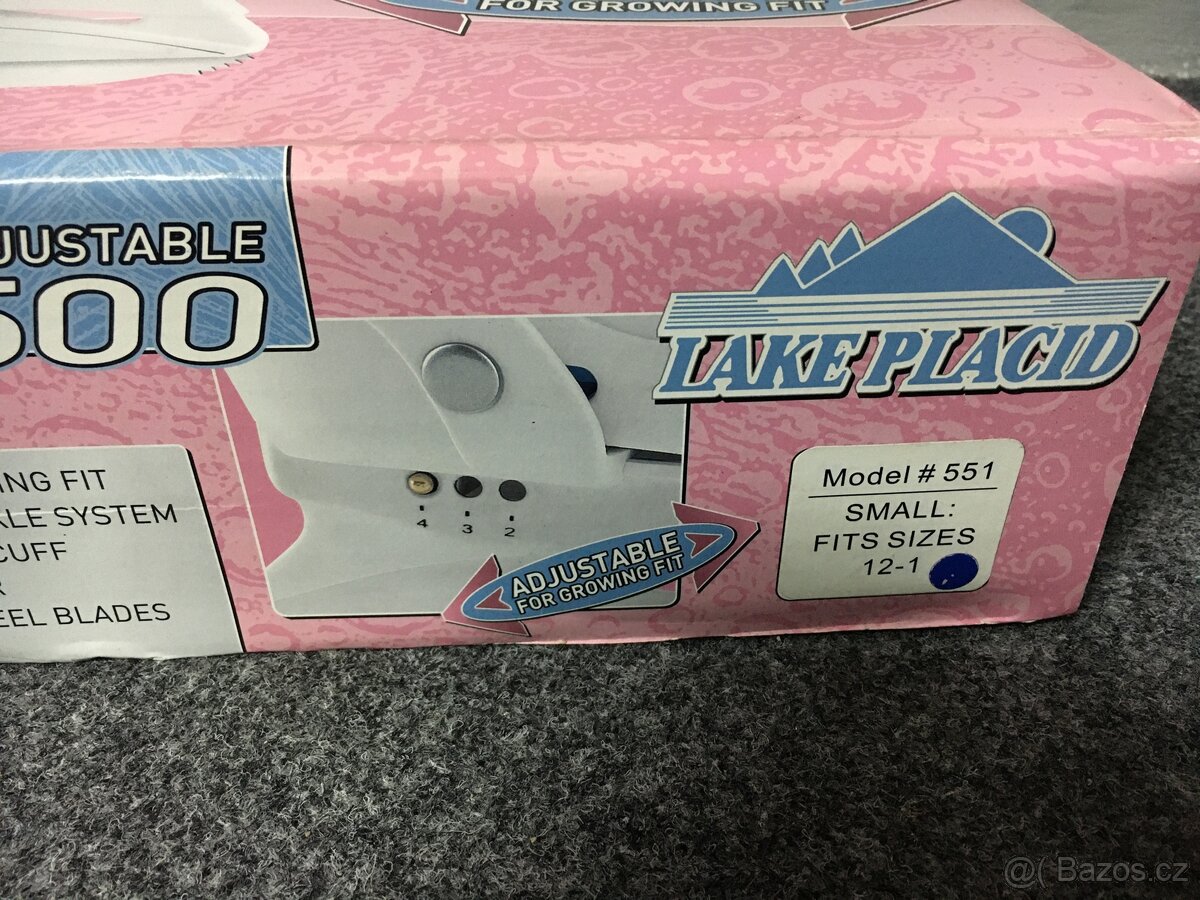 FOR GROWING FIT
JUSTABLE
500
LAKE PLACID
ING FIT
KLE SYSTEM
CUFF
R
EEL BLADES
4 3 2
ADJUSTABLE
FOR GROWING FIT
Model # 551
SMALL:
FITS SIZES
12-1
@( Bazos.cz